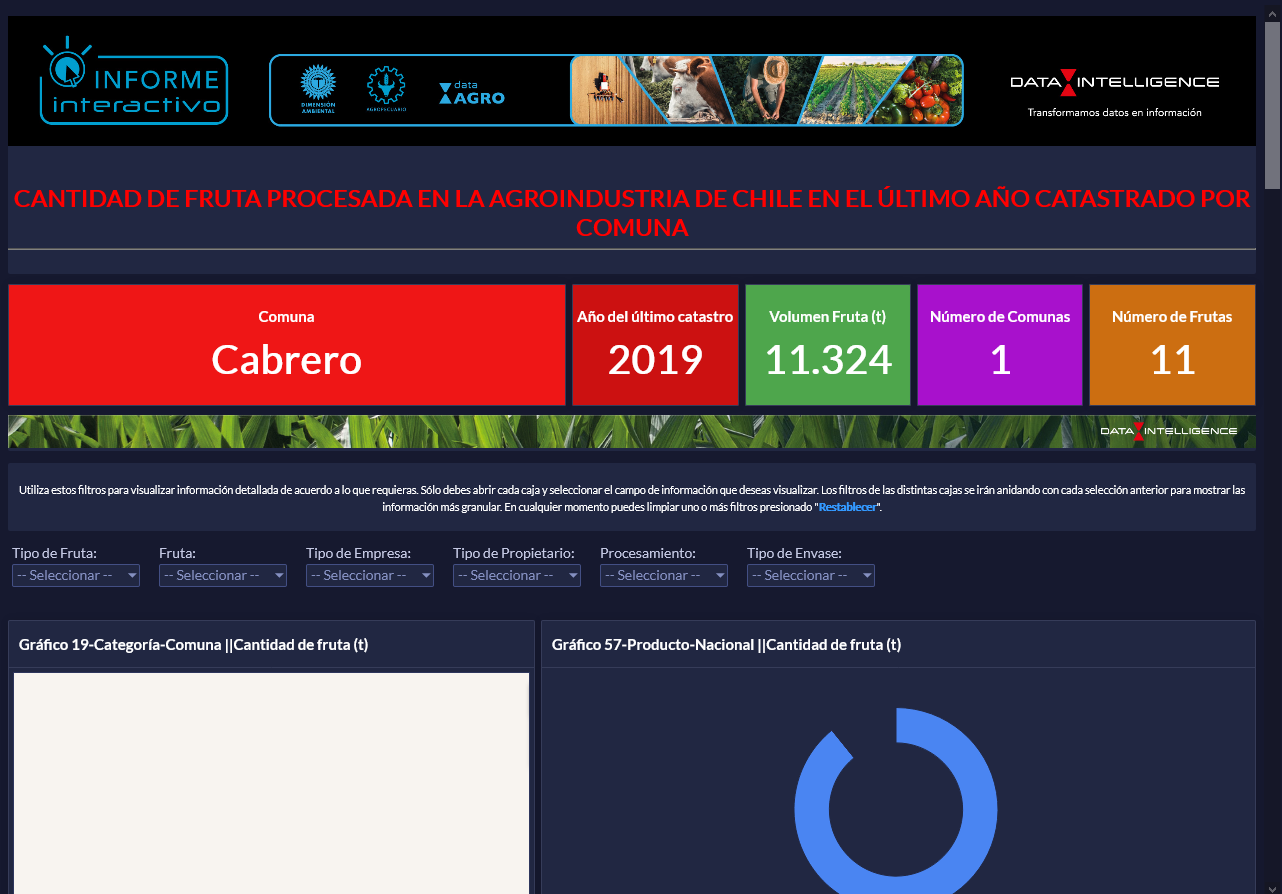 INFORME
interactivo
DIMENSIÓN
AMBIENTAL
AGROPECUARIO
data
AGRO
DATA INTELLIGENCE
Transformamos datos en información
CANTIDAD DE FRUTA PROCESADA EN LA AGROINDUSTRIA DE CHILE EN EL ÚLTIMO AÑO CATASTRADO POR
COMUNA
Comuna
Cabrero
Año del último catastro
2019
Volumen Fruta (t)
11.324
Número de Comunas
1
Número de Frutas
11
DATA INTELLIGENCE
Utiliza estos filtros para visualizar información detallada de acuerdo a lo que requieras. Sólo debes abrir cada caja y seleccionar el campo de información que deseas visualizar. Los filtros de las distintas cajas se irán anidando con cada selección anterior para mostrar las
información más granular. En cualquier momento puedes limpiar uno o más filtros presionado "Restablecer".
Tipo de Fruta: Fruta: Tipo de Empresa: Tipo de Propietario: Procesamiento: Tipo de Envase:
-- Seleccionar -- -- Seleccionar -- -- Seleccionar -- -- Seleccionar -- -- Seleccionar -- -- Seleccionar --
Gráfico 19-Categoría-Comuna ||Cantidad de fruta (t)
Gráfico 57-Producto-Nacional ||Cantidad de fruta (t)